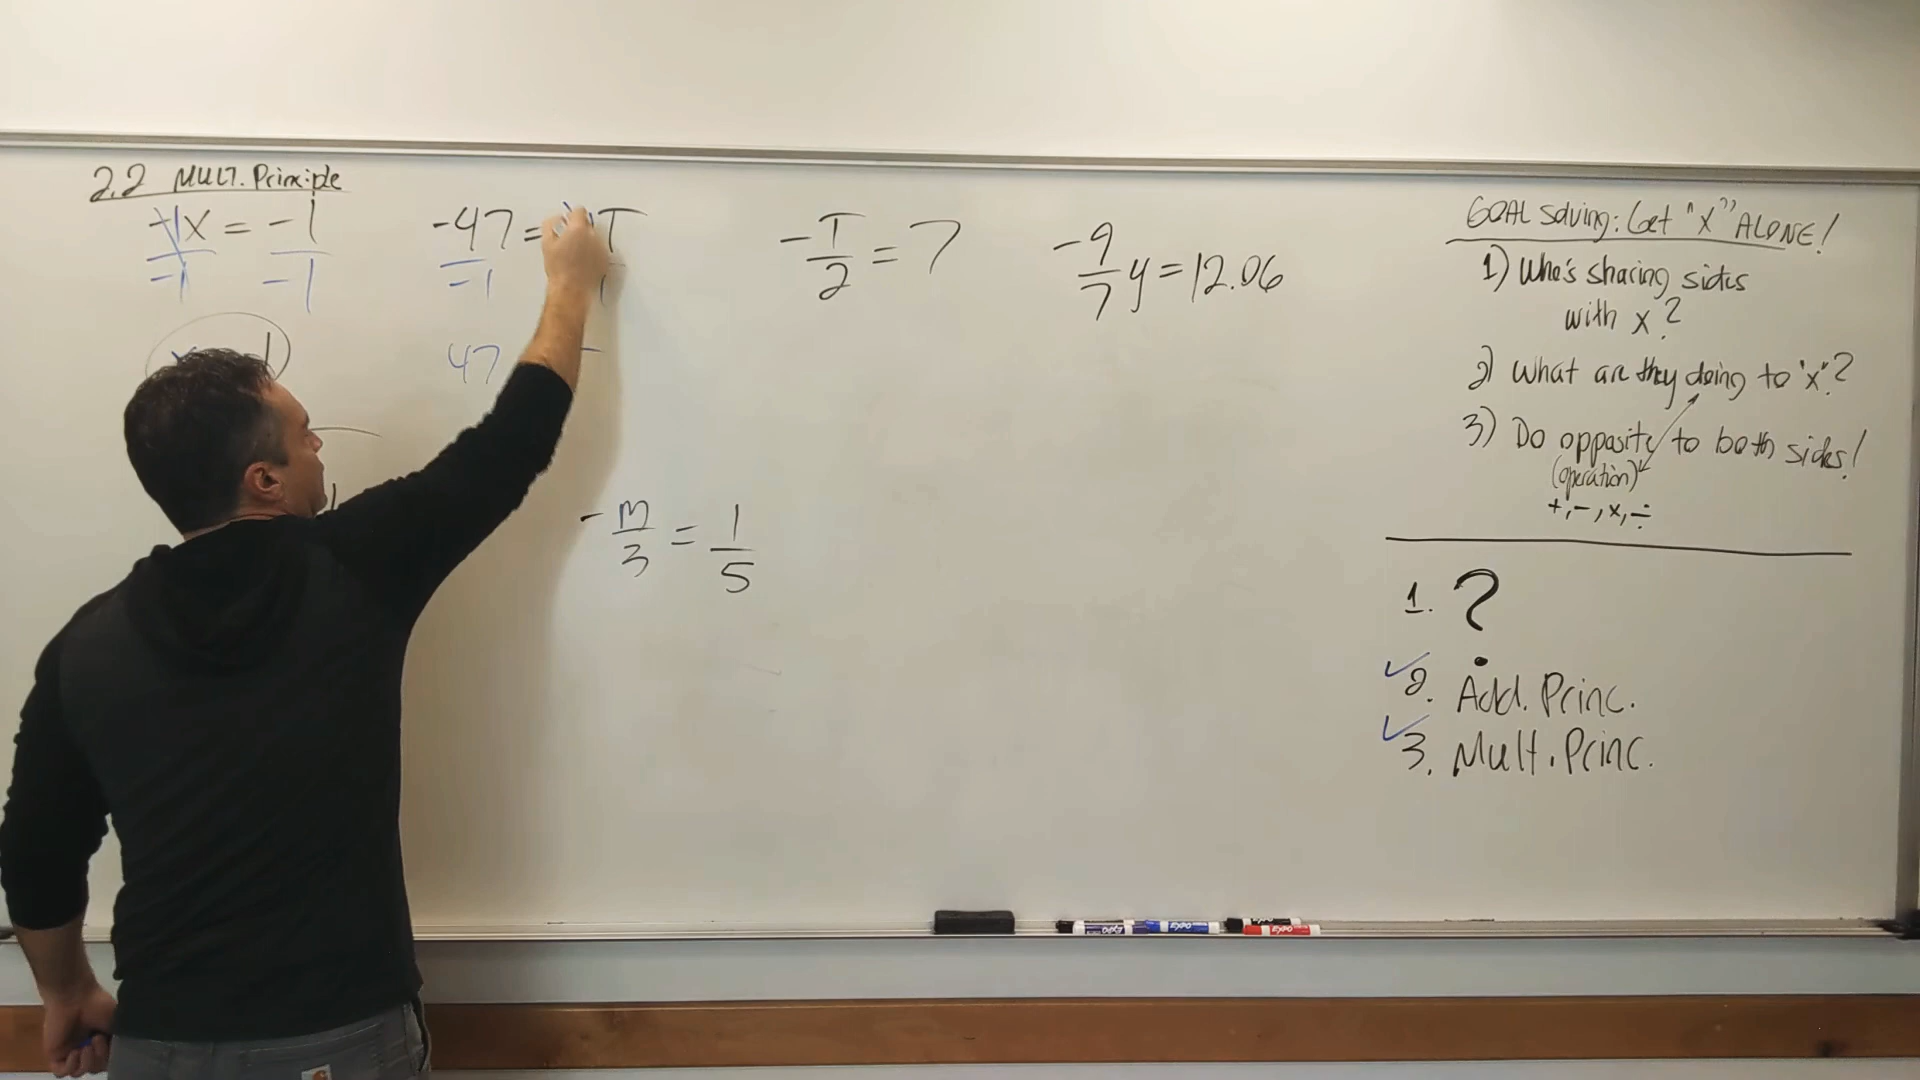 2.2 MULT. Principle
-1x = -1
-1 -1
-47 = T
-1
47
-T/2 = 7
-9/7 y = 12.06
-m/3 = 1/5
GOAL solving: Get "x" ALONE!
1) Who's sharing sides
with x?
2) What are they doing to "x"?
3) Do opposite to both sides!
(operation)
+, -, x, ÷
1. ?
2. Add. Princ.
3. Mult. Princ.
EXPO
EXPO